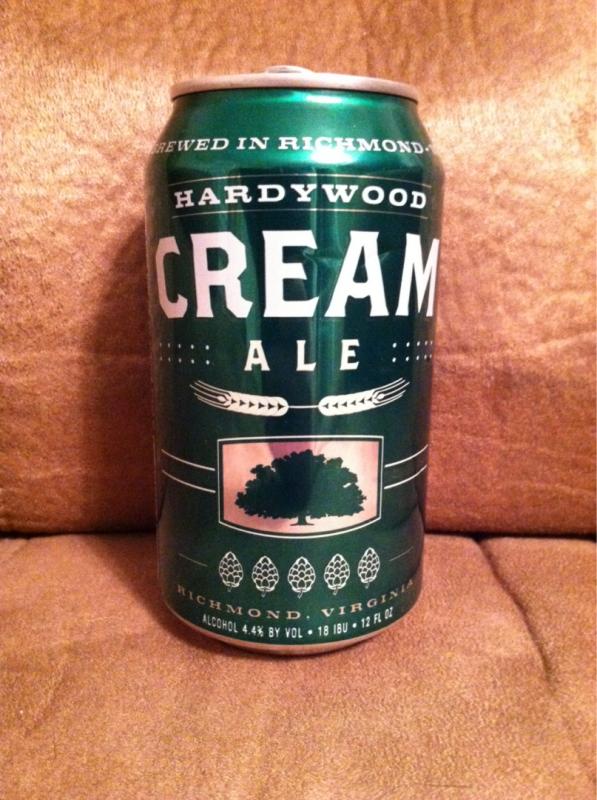 BREWED IN RICHMOND
HARDYWOOD
CREAM
ALE
RICHMOND, VIRGINIA
ALCOHOL 4.4% BY VOL • 18 IBU • 12 FL OZ